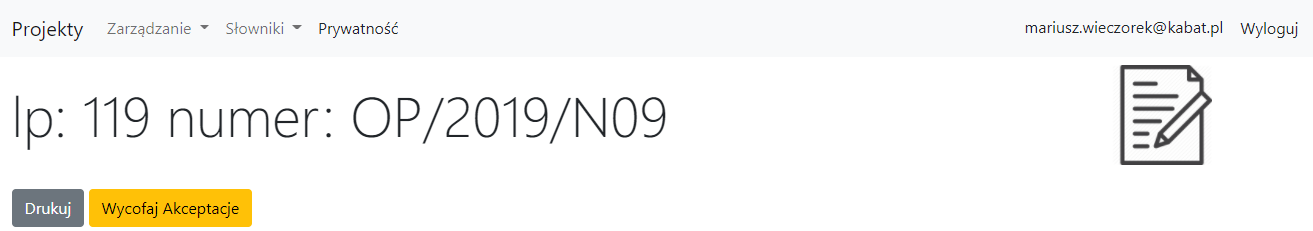 Projekty Zarządzanie Słowniki Prywatność mariusz.wieczorek@kabat.pl Wyloguj
lp: 119 numer: OP/2019/N09
Drukuj Wycofaj Akceptacje